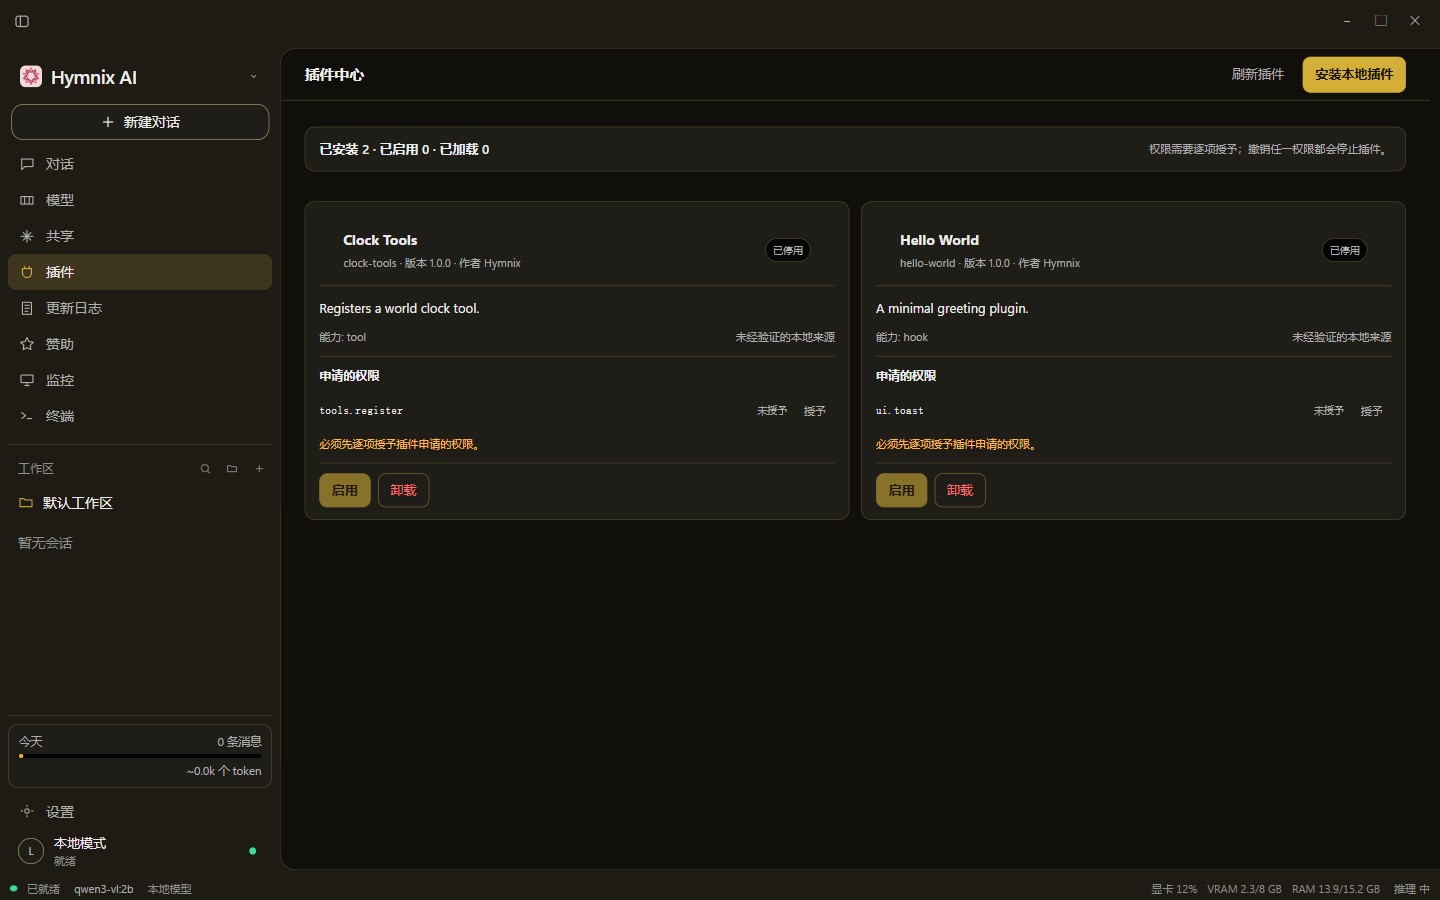 Hymnix AI
新建对话
对话
模型
共享
插件
更新日志
赞助
监控
终端
工作区
默认工作区
暂无会话
今天 0 条消息
~0.0k 个 token
设置
L
本地模式
就绪
插件中心 刷新插件 安装本地插件
已安装 2 · 已启用 0 · 已加载 0 权限需要逐项授予；撤销任一权限都会停止插件。
Clock Tools
clock-tools · 版本 1.0.0 · 作者 Hymnix
已停用
Registers a world clock tool.
能力: tool 未经验证的本地来源
申请的权限
tools.register 未授予 授予
必须先逐项授予插件申请的权限。
启用 卸载
Hello World
hello-world · 版本 1.0.0 · 作者 Hymnix
已停用
A minimal greeting plugin.
能力: hook 未经验证的本地来源
申请的权限
ui.toast 未授予 授予
必须先逐项授予插件申请的权限。
启用 卸载
已就绪 qwen3-vl:2b 本地模型 显卡 12% VRAM 2.3/8 GB RAM 13.9/15.2 GB 推理 中